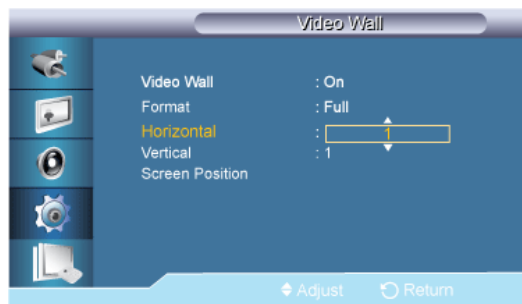 Video Wall
Video Wall : On
Format : Full
Horizontal : 1
Vertical : 1
Screen Position
Adjust Return